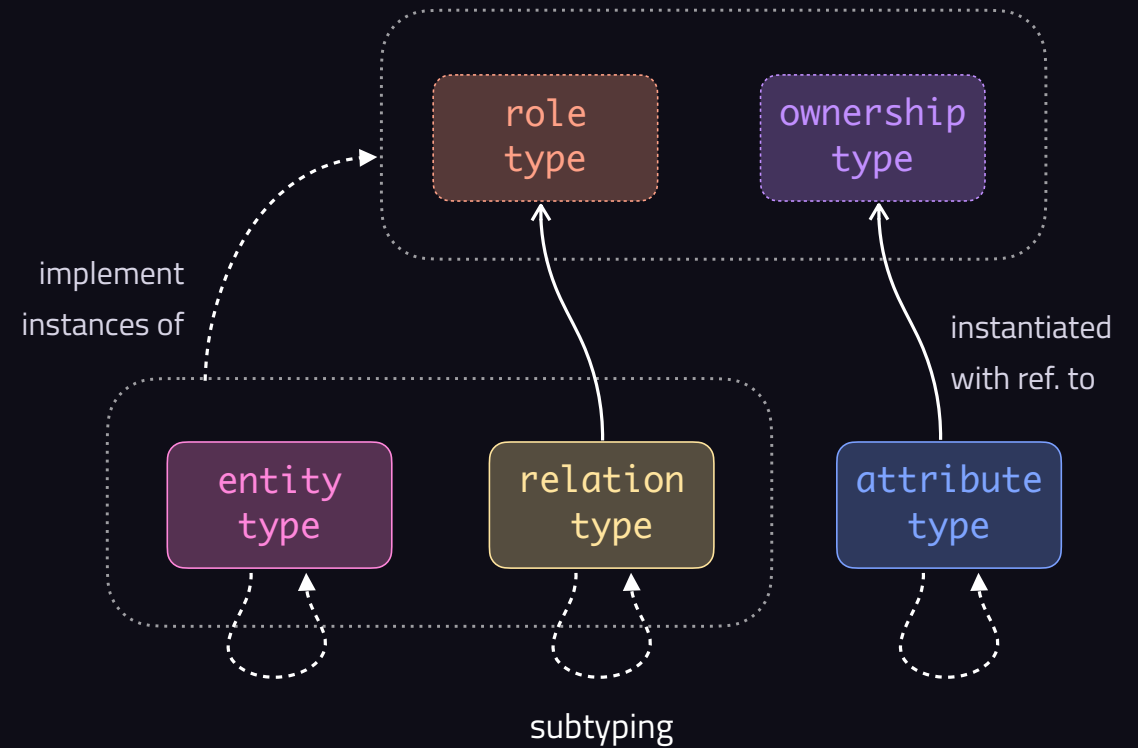 role
type
ownership
type
implement
instances of
instantiated
with ref. to
entity
type
relation
type
attribute
type
subtyping